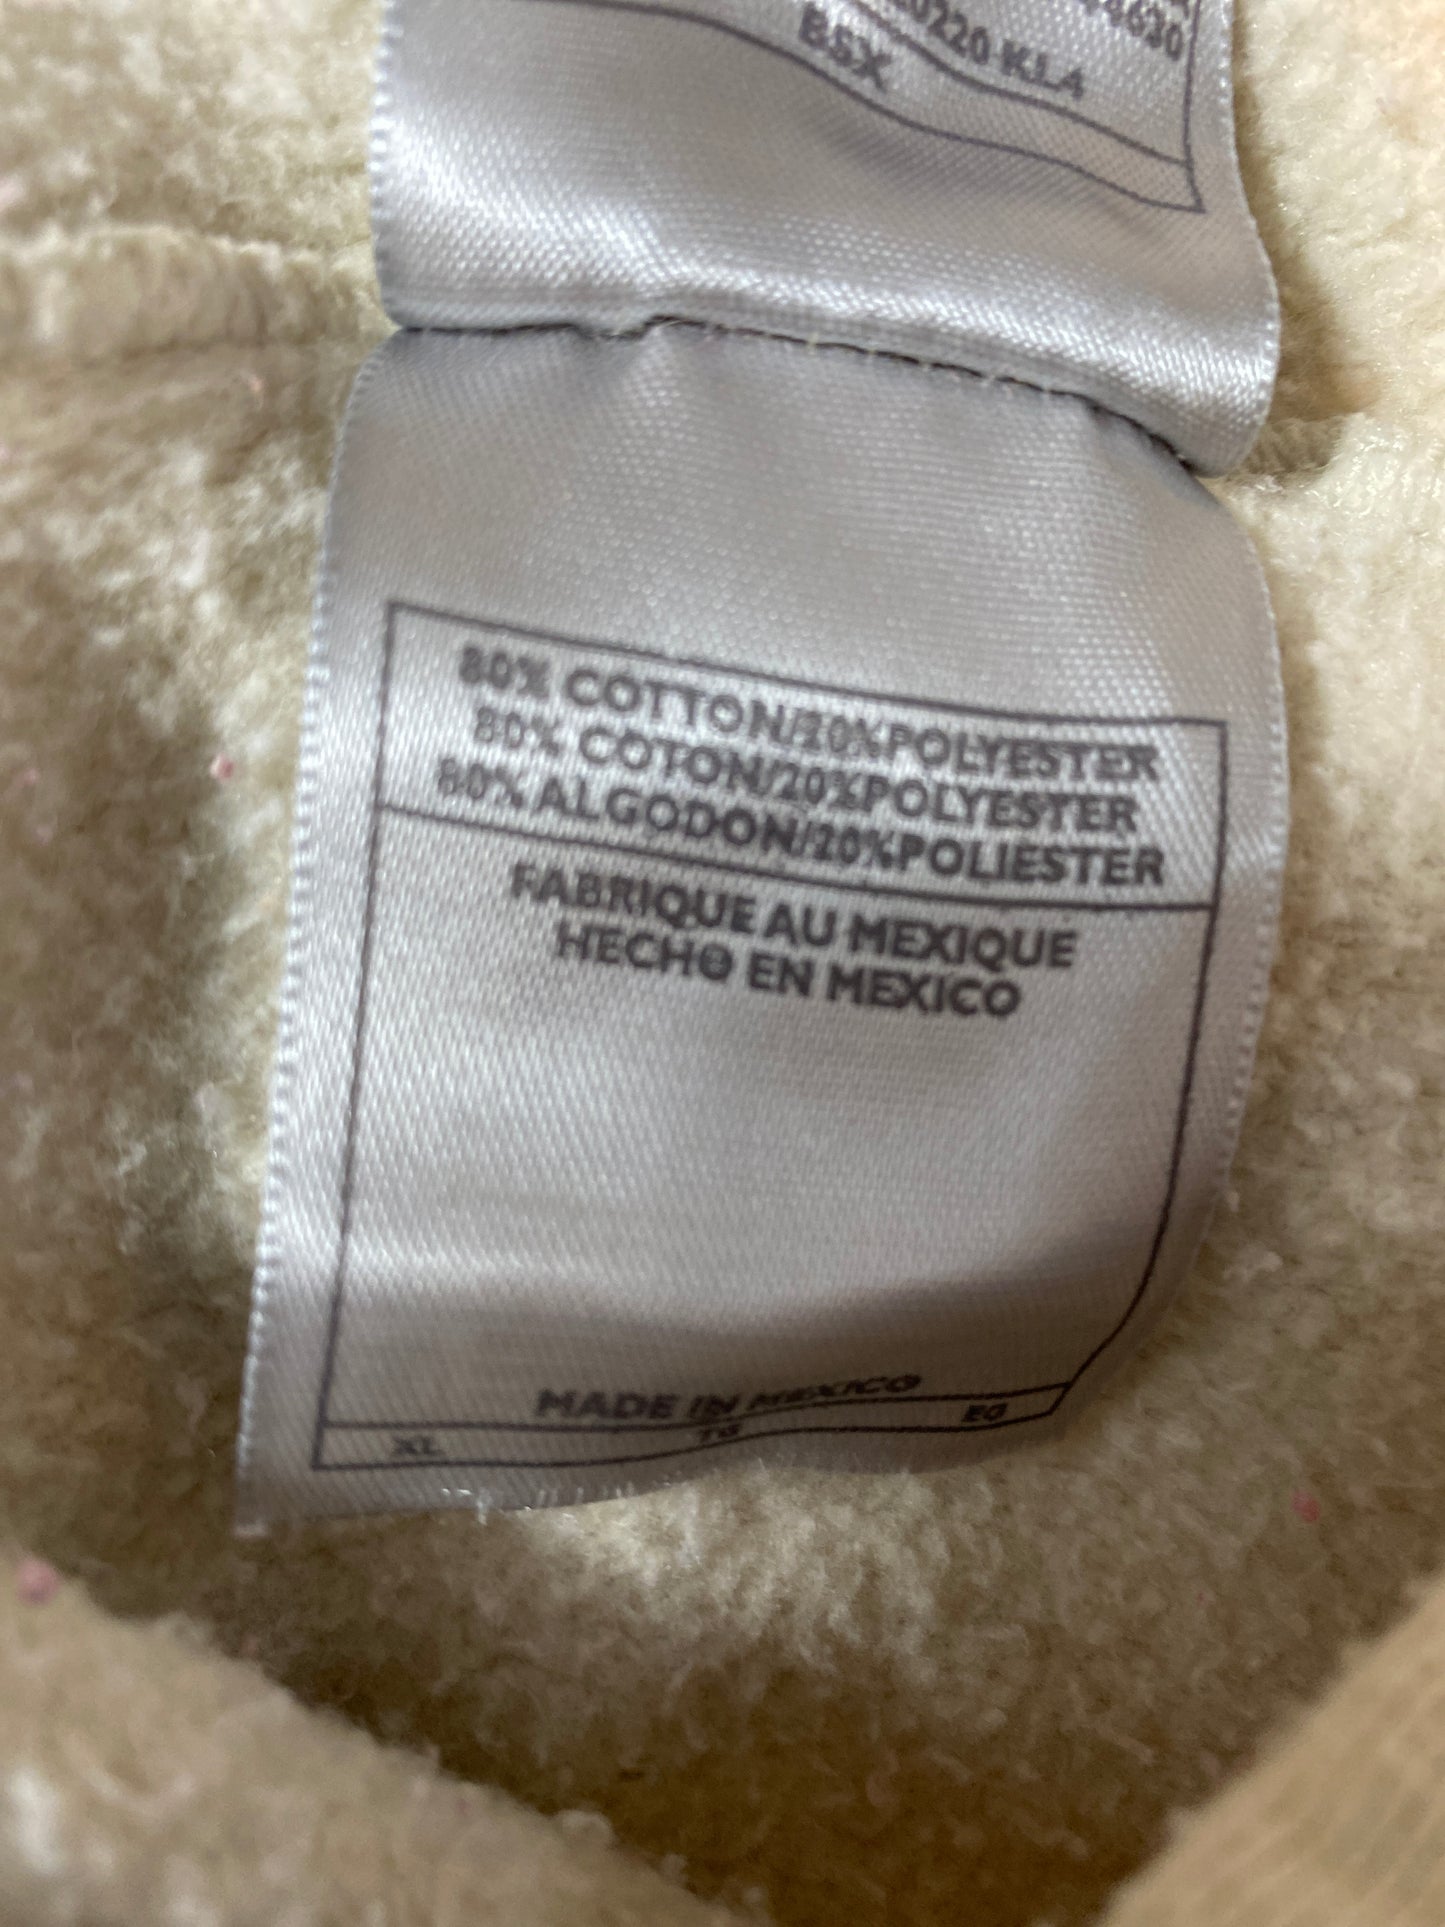 BSX
80% COTTON/20%POLYESTER
80% COTON/20%POLYESTER
80% ALGODON/20%POLIESTER
FABRIQUE AU MEXIQUE
HECHO EN MEXICO
MADE IN MEXICO
XL TG EG